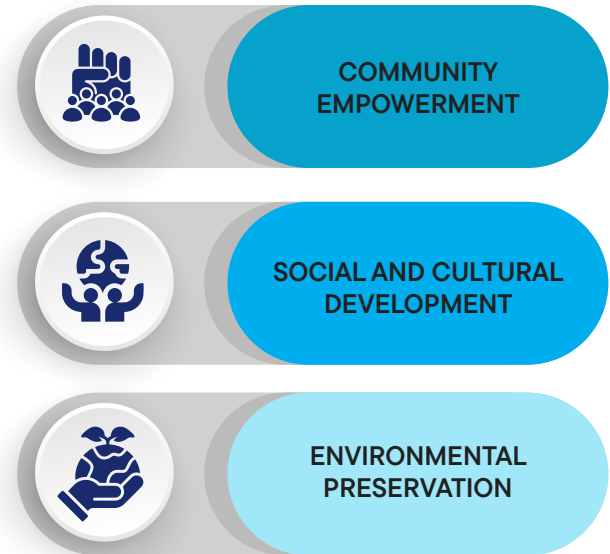 COMMUNITY
EMPOWERMENT
SOCIAL AND CULTURAL
DEVELOPMENT
ENVIRONMENTAL
PRESERVATION